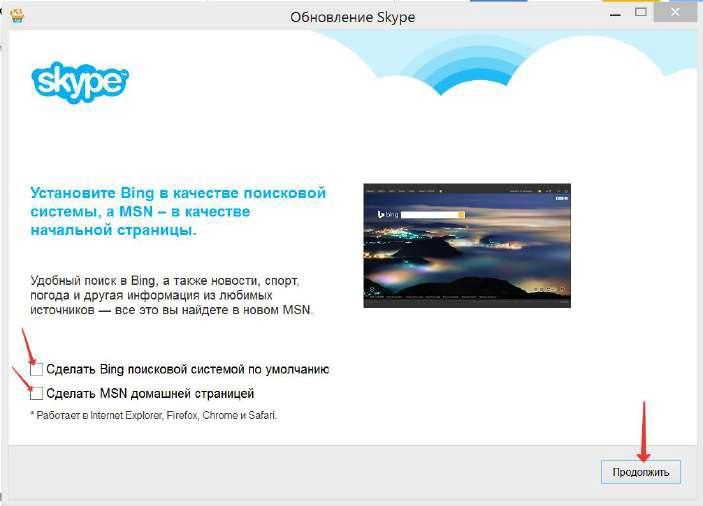 Обновление Skype
skype™
Установите Bing в качестве поисковой
системы, а MSN – в качестве
начальной страницы.
bing
Удобный поиск в Bing, а также новости, спорт,
погода и другая информация из любимых
источников — все это вы найдете в новом MSN.
Сделать Bing поисковой системой по умолчанию
Сделать MSN домашней страницей
* Работает в Internet Explorer, Firefox, Chrome и Safari.
Продолжить